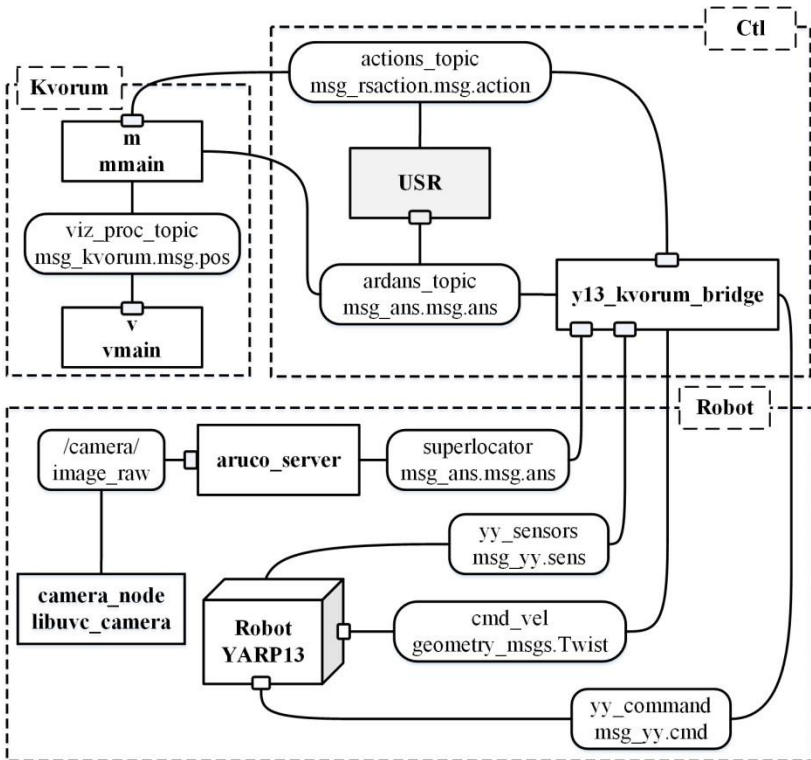 Ctl
actions_topic
msg_rsaction.msg.action
Kvorum
m
mmain
USR
viz_proc_topic
msg_kvorum.msg.pos
ardans_topic
msg_ans.msg.ans
y13_kvorum_bridge
v
vmain
Robot
/camera/
image_raw
aruco_server
superlocator
msg_ans.msg.ans
yy_sensors
msg_yy.sens
camera_node
libuvc_camera
Robot
YARP13
cmd_vel
geometry_msgs.Twist
yy_command
msg_yy.cmd